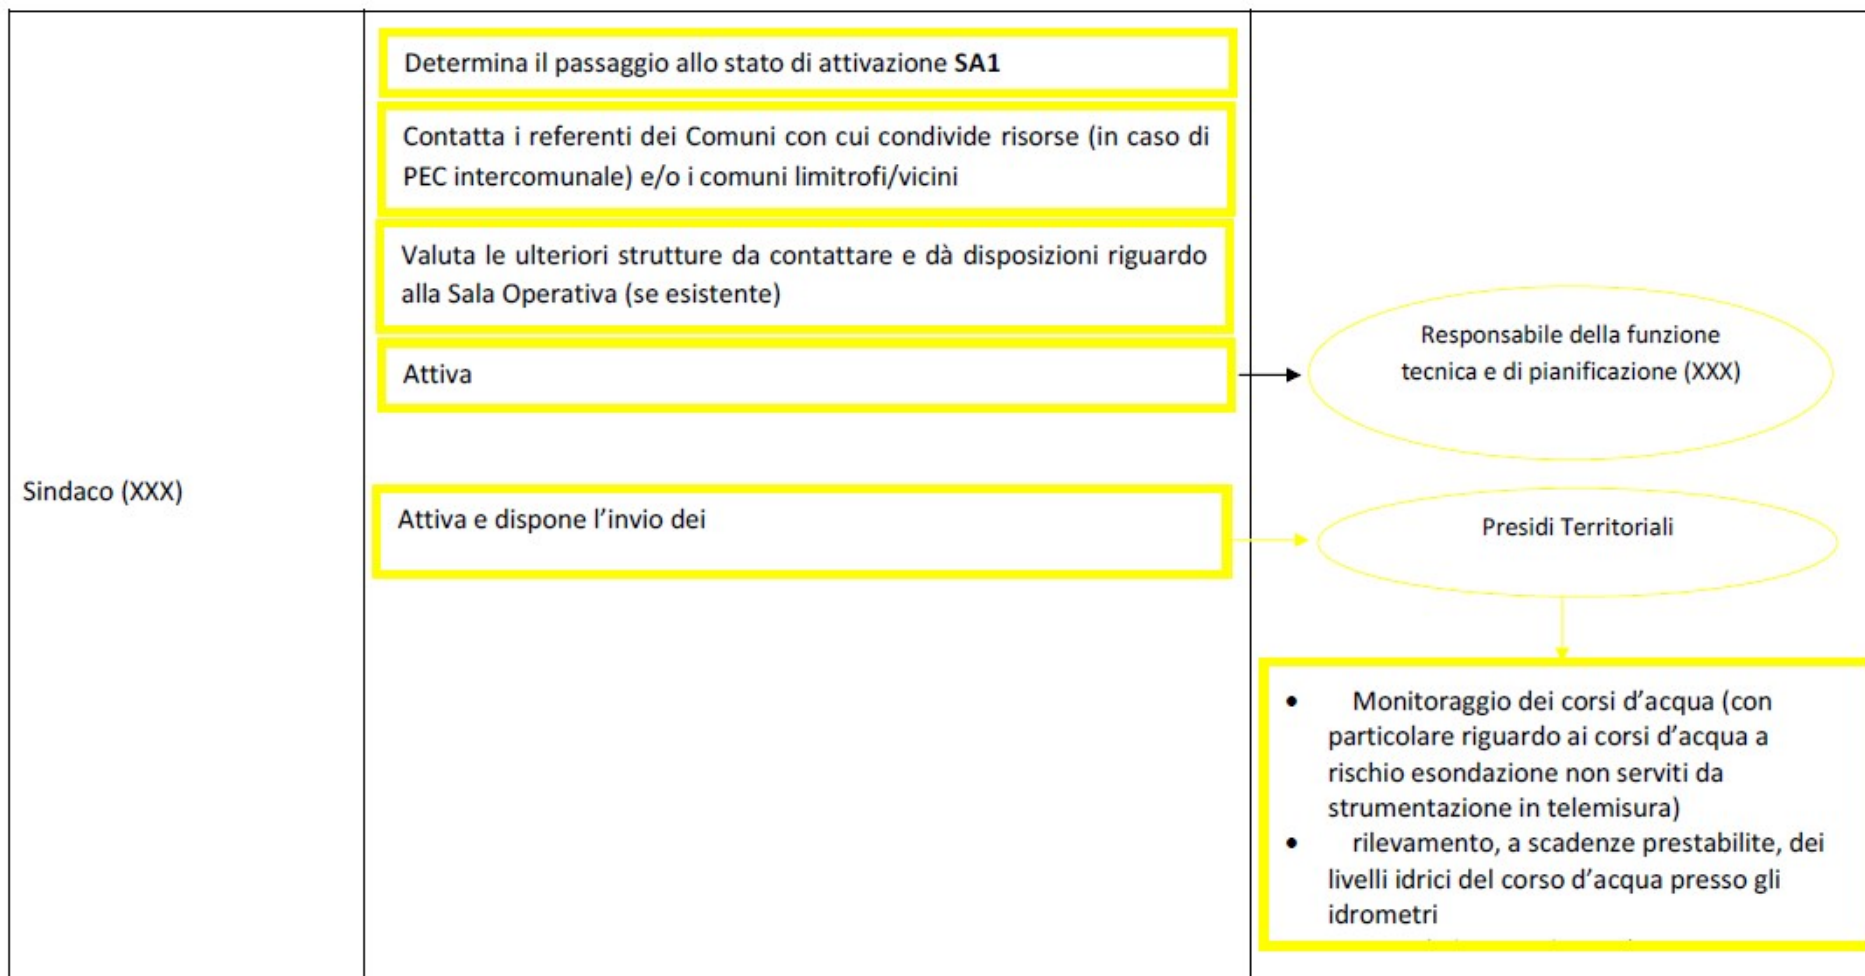 Determina il passaggio allo stato di attivazione SA1
Contatta i referenti dei Comuni con cui condivide risorse (in caso di
PEC intercomunale) e/o i comuni limitrofi/vicini
Valuta le ulteriori strutture da contattare e dà disposizioni riguardo
alla Sala Operativa (se esistente)
Attiva
Responsabile della funzione
tecnica e di pianificazione (XXX)
Sindaco (XXX)
Attiva e dispone l’invio dei
Presidi Territoriali
• Monitoraggio dei corsi d’acqua (con
particolare riguardo ai corsi d’acqua a
rischio esondazione non serviti da
strumentazione in telemisura)
• rilevamento, a scadenze prestabilite, dei
livelli idrici del corso d’acqua presso gli
idrometri